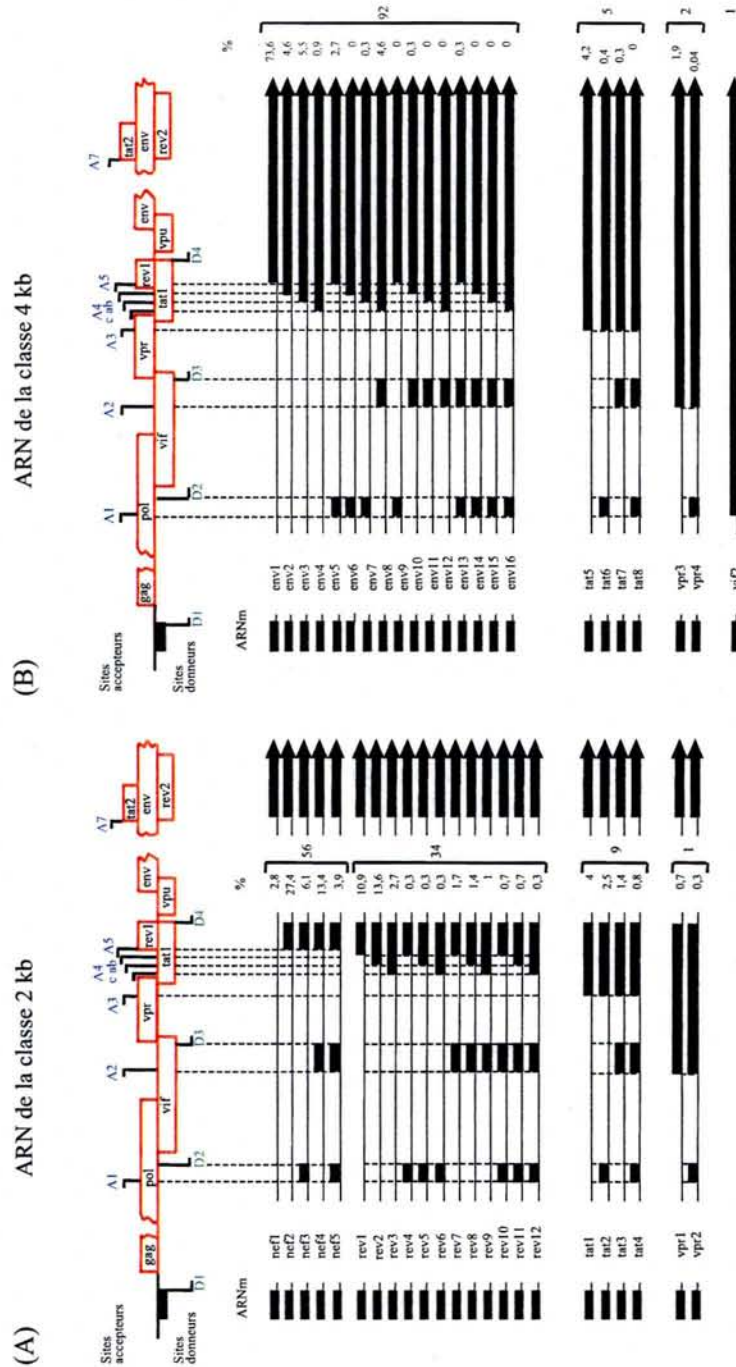 (A)
ARN de la classe 2 kb
Sites accepteurs
A1 A2 A3 A4 c a b A5 A7
gag pol vif vpr tat1 rev1 vpu env tat2 env rev2
Sites donneurs
D1 D2 D3 D4
ARNm %
nef1 2,8
nef2 27,4
nef3 6,1
nef4 13,4
nef5 3,9
56
rev1 10,9
rev2 13,6
rev3 2,7
rev4 0,3
rev5 0,3
rev6 0,3
rev7 1,7
rev8 1,4
rev9 1
rev10 0,7
rev11 0,7
rev12 0,3
34
tat1 4
tat2 2,5
tat3 1,4
tat4 0,8
9
vpr1 0,7
vpr2 0,3
1
(B)
ARN de la classe 4 kb
Sites accepteurs
A1 A2 A3 A4 c a b A5 A7
gag pol vif vpr tat1 rev1 vpu env tat2 env rev2
Sites donneurs
D1 D2 D3 D4
ARNm %
env1 73,6
env2 4,6
env3 5,5
env4 0,9
env5 2,7
env6 0
env7 0,3
env8 4,6
env9 0
env10 0,3
env11 0
env12 0
env13 0,3
env14 0
env15 0
env16 0
92
tat5 4,2
tat6 0,4
tat7 0,3
tat8 0
5
vpr3 1,9
vpr4 0,04
2
vif2 1